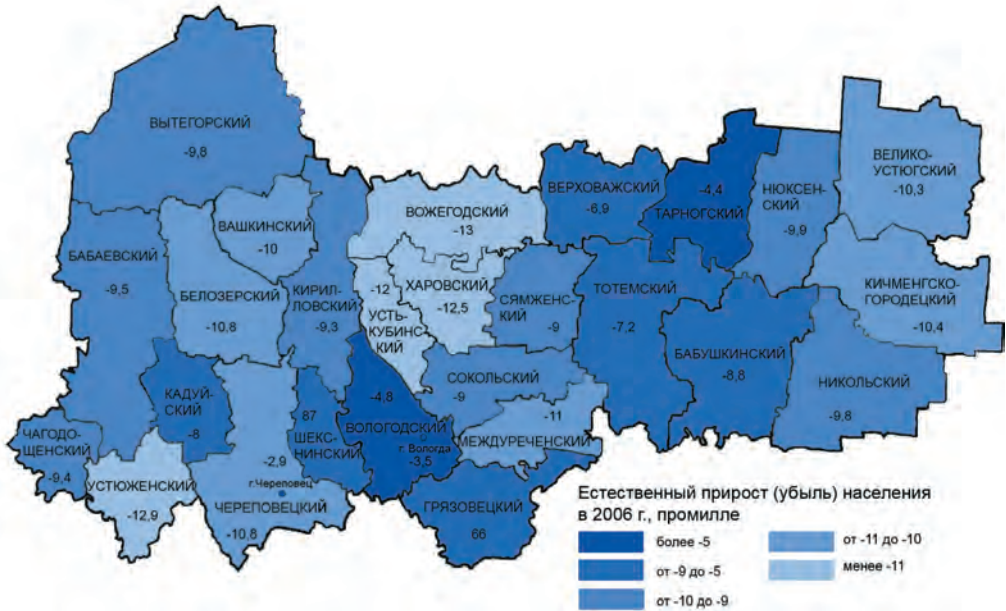 ВЫТЕГОРСКИЙ
-9,8
ВЕЛИКО-
УСТЮГСКИЙ
-10,3
ВЕРХОВАЖСКИЙ
-6,9
-4,4
ТАРНОГСКИЙ
НЮКСЕН-
СКИЙ
-9,9
ВАШКИНСКИЙ
-10
ВОЖЕГОДСКИЙ
-13
БАБАЕВСКИЙ
-9,5
БЕЛОЗЕРСКИЙ
-10,8
КИРИЛ-
ЛОВСКИЙ
-9,3
-12
УСТЬ-
КУБИН-
СКИЙ
ХАРОВСКИЙ
-12,5
СЯМЖЕН-
СКИЙ
-9
ТОТЕМСКИЙ
-7,2
КИЧМЕНГСКО-
ГОРОДЕЦКИЙ
-10,4
БАБУШКИНСКИЙ
-8,8
НИКОЛЬСКИЙ
-9,8
КАДУЙ-
СКИЙ
-8
СОКОЛЬСКИЙ
-9
-4,8
ВОЛОГОДСКИЙ
г. Вологда
-3,5
87
ШЕКС-
НИНСКИЙ
-11
МЕЖДУРЕЧЕНСКИЙ
ЧАГОДО-
ЩЕНСКИЙ
-9,4
УСТЮЖЕНСКИЙ
-12,9
-2,9
г.Череповец
ЧЕРЕПОВЕЦКИЙ
-10,8
ГРЯЗОВЕЦКИЙ
66
Естественный прирост (убыль) населения
в 2006 г., промилле
более -5
от -9 до -5
от -10 до -9
от -11 до -10
менее -11